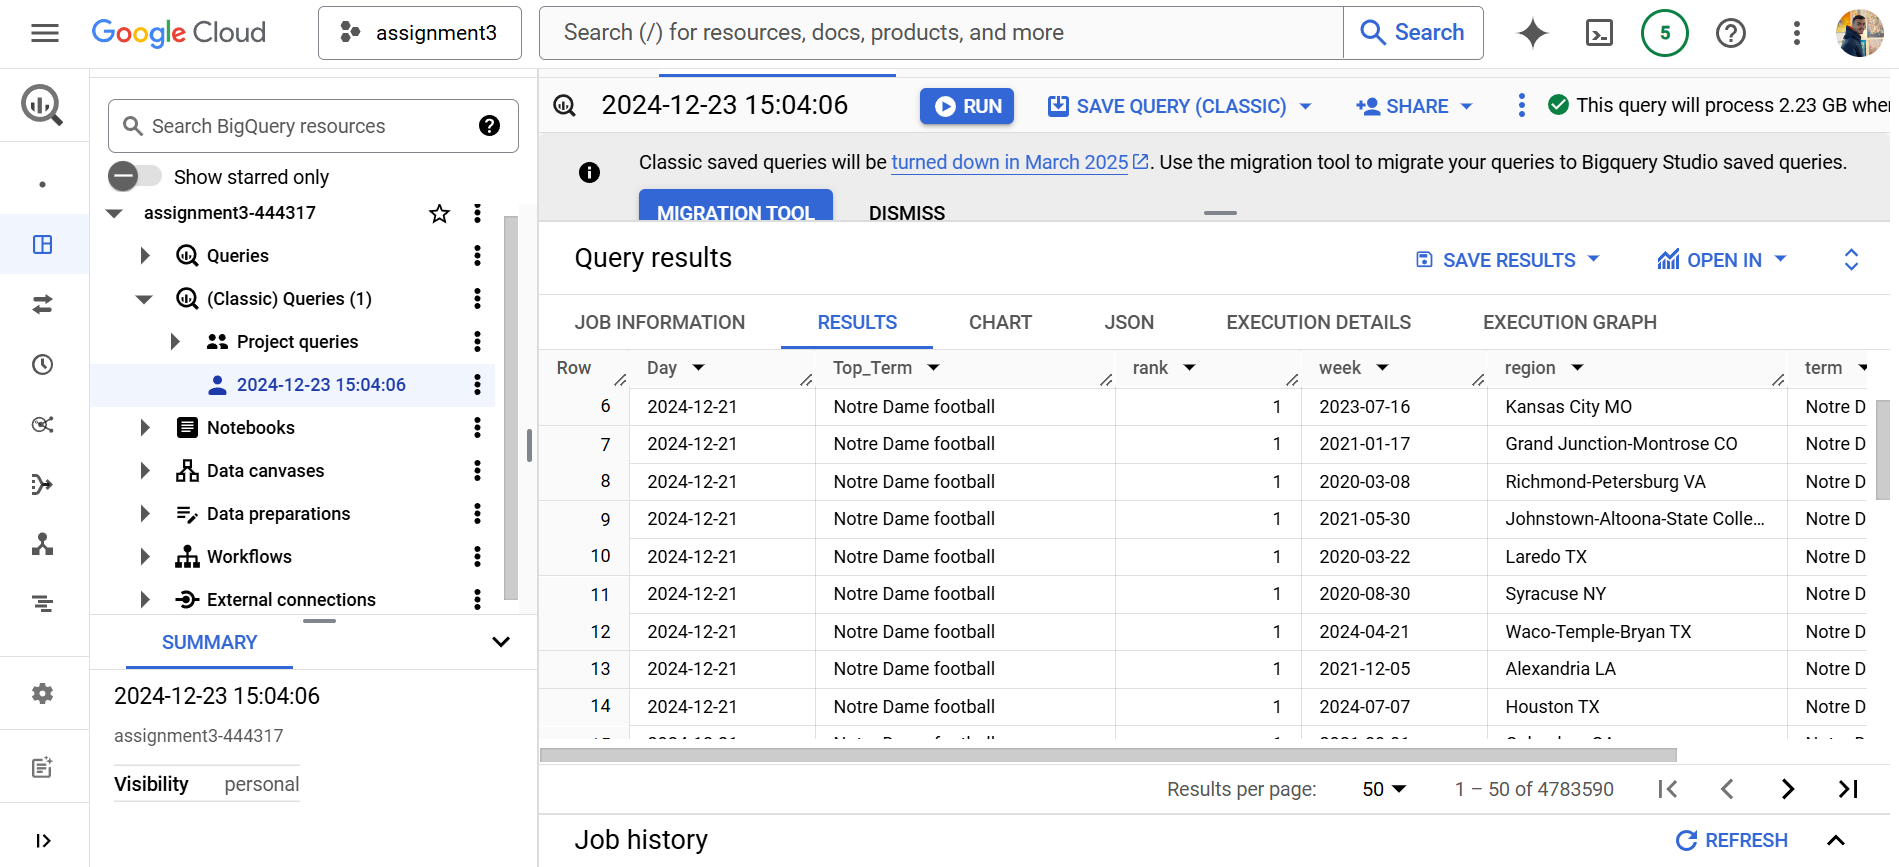 Google Cloud
assignment3
Search (/) for resources, docs, products, and more
Search
5
Search BigQuery resources
Show starred only
assignment3-444317
Queries
(Classic) Queries (1)
Project queries
2024-12-23 15:04:06
Notebooks
Data canvases
Data preparations
Workflows
External connections
SUMMARY
2024-12-23 15:04:06
assignment3-444317
Visibility personal
2024-12-23 15:04:06
RUN
SAVE QUERY (CLASSIC)
SHARE
This query will process 2.23 GB when
Classic saved queries will be turned down in March 2025. Use the migration tool to migrate your queries to Bigquery Studio saved queries.
MIGRATION TOOL
DISMISS
Query results
SAVE RESULTS
OPEN IN
JOB INFORMATION RESULTS CHART JSON EXECUTION DETAILS EXECUTION GRAPH
Row Day Top_Term rank week region term
6 2024-12-21 Notre Dame football 1 2023-07-16 Kansas City MO Notre D
7 2024-12-21 Notre Dame football 1 2021-01-17 Grand Junction-Montrose CO Notre D
8 2024-12-21 Notre Dame football 1 2020-03-08 Richmond-Petersburg VA Notre D
9 2024-12-21 Notre Dame football 1 2021-05-30 Johnstown-Altoona-State Colle... Notre D
10 2024-12-21 Notre Dame football 1 2020-03-22 Laredo TX Notre D
11 2024-12-21 Notre Dame football 1 2020-08-30 Syracuse NY Notre D
12 2024-12-21 Notre Dame football 1 2024-04-21 Waco-Temple-Bryan TX Notre D
13 2024-12-21 Notre Dame football 1 2021-12-05 Alexandria LA Notre D
14 2024-12-21 Notre Dame football 1 2024-07-07 Houston TX Notre D
Results per page: 50 1 – 50 of 4783590
Job history
REFRESH